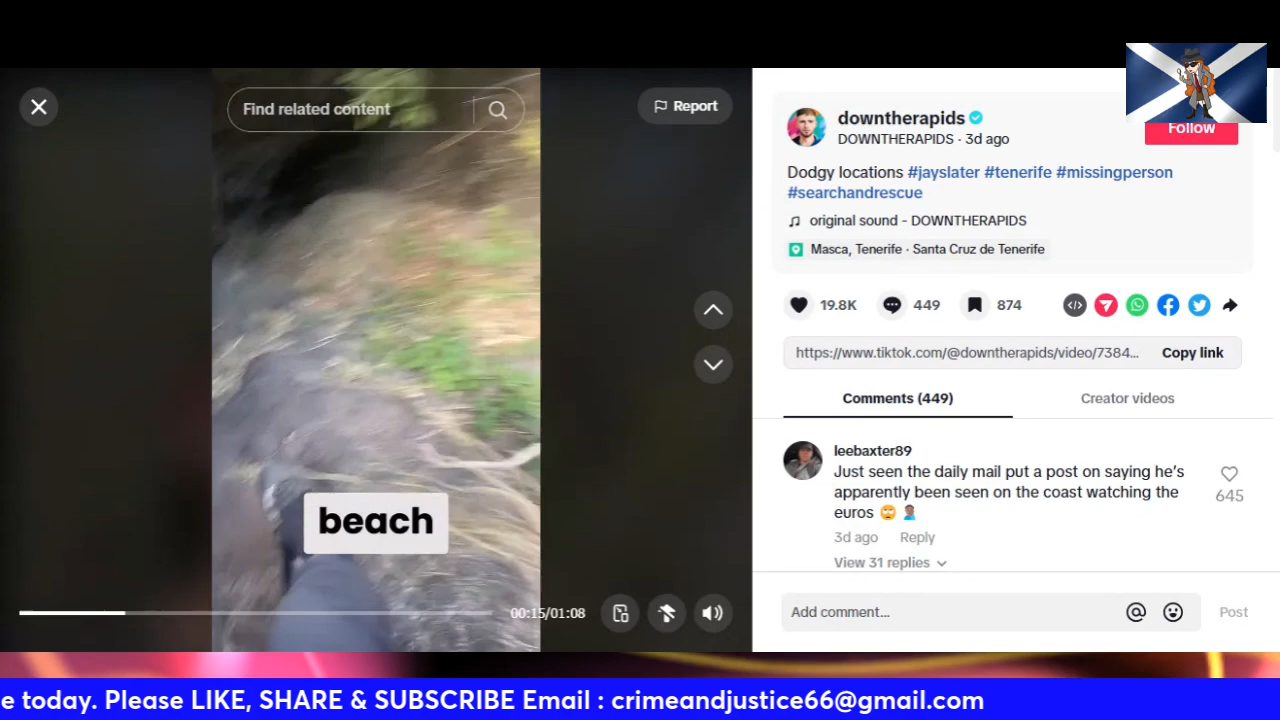 Find related content
Report
beach
00:15/01:08
downtherapids
DOWNTHERAPIDS · 3d ago
Follow
Dodgy locations #jayslater #tenerife #missingperson
#searchandrescue
original sound - DOWNTHERAPIDS
Masca, Tenerife · Santa Cruz de Tenerife
19.8K
449
874
https://www.tiktok.com/@downtherapids/video/7384...
Copy link
Comments (449)
Creator videos
leebaxter89
Just seen the daily mail put a post on saying he's
apparently been seen on the coast watching the
euros 🙄 🤦🏽‍♂️
645
3d ago
Reply
View 31 replies
Add comment...
Post
e today. Please LIKE, SHARE & SUBSCRIBE Email : crimeandjustice66@gmail.com